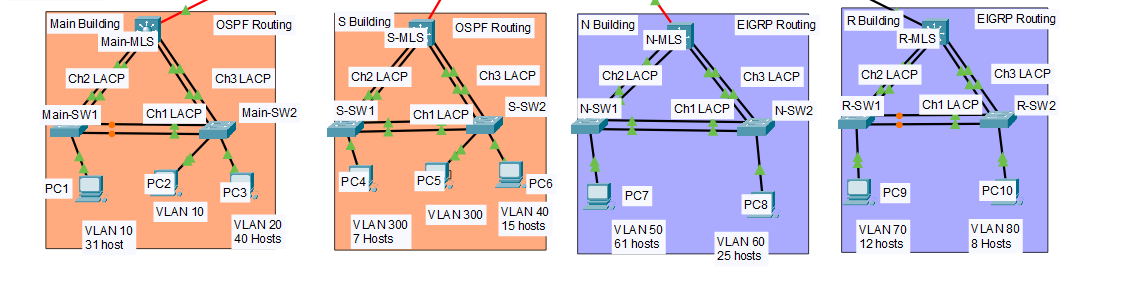 Main Building
OSPF Routing
Main-MLS
Ch2 LACP
Ch3 LACP
Main-SW1
Ch1 LACP
Main-SW2
PC1
PC2
PC3
VLAN 10
VLAN 10
31 host
VLAN 20
40 Hosts
S Building
OSPF Routing
S-MLS
Ch2 LACP
Ch3 LACP
S-SW1
Ch1 LACP
S-SW2
PC4
PC5
PC6
VLAN 300
7 Hosts
VLAN 300
VLAN 40
15 hosts
N Building
EIGRP Routing
N-MLS
Ch2 LACP
Ch3 LACP
N-SW1
Ch1 LACP
N-SW2
PC7
PC8
VLAN 50
61 hosts
VLAN 60
25 hosts
R Building
EIGRP Routing
R-MLS
Ch2 LACP
Ch3 LACP
R-SW1
Ch1 LACP
R-SW2
PC9
PC10
VLAN 70
12 hosts
VLAN 80
8 Hosts